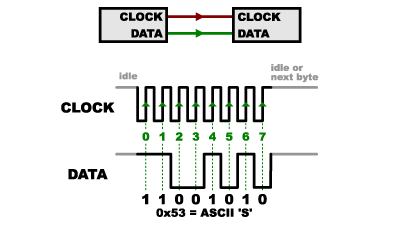 CLOCK CLOCK
DATA DATA
idle
idle or
next byte
CLOCK
0 1 2 3 4 5 6 7
DATA
1 1 0 0 1 0 1 0
0x53 = ASCII 'S'